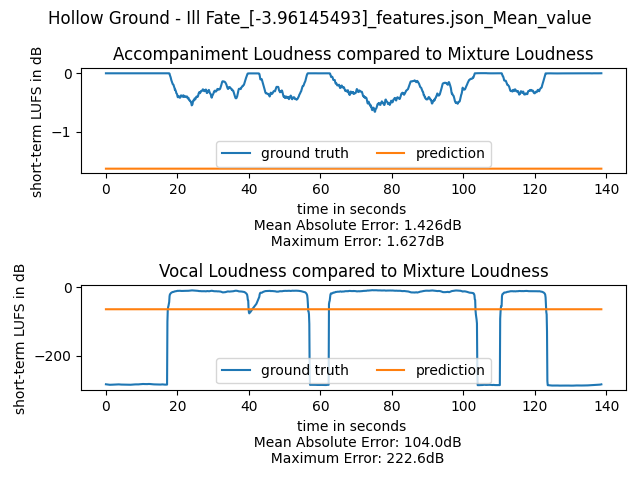 Hollow Ground - Ill Fate_[-3.96145493]_features.json_Mean_value
Accompaniment Loudness compared to Mixture Loudness
short-term LUFS in dB
0
−1
ground truth
prediction
0 20 40 60 80 100 120 140
time in seconds
Mean Absolute Error: 1.426dB
Maximum Error: 1.627dB
Vocal Loudness compared to Mixture Loudness
short-term LUFS in dB
0
−200
ground truth
prediction
0 20 40 60 80 100 120 140
time in seconds
Mean Absolute Error: 104.0dB
Maximum Error: 222.6dB